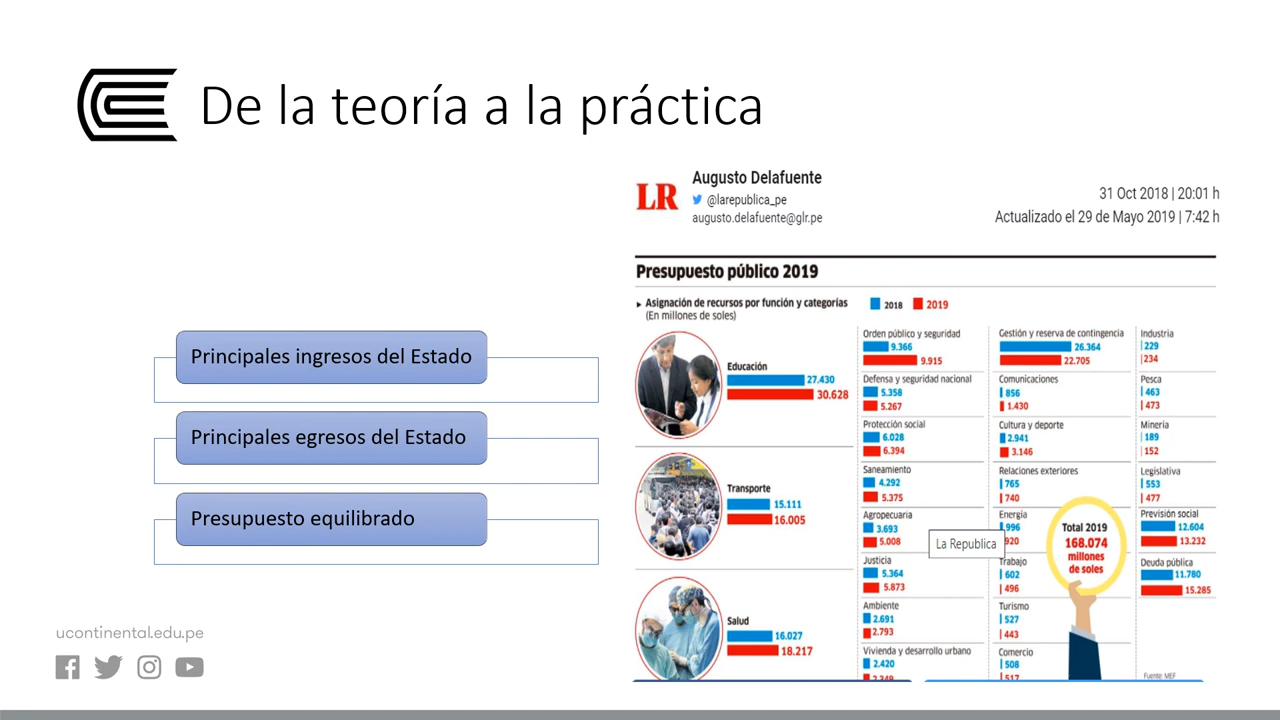 De la teoría a la práctica
Principales ingresos del Estado
Principales egresos del Estado
Presupuesto equilibrado
ucontinental.edu.pe
LR
Augusto Delafuente
@larepublica_pe
augusto.delafuente@glr.pe
31 Oct 2018 | 20:01 h
Actualizado el 29 de Mayo 2019 | 7:42 h
Presupuesto público 2019
Asignación de recursos por función y categorías
(En millones de soles)
2018
2019
Educación
27.430
30.628
Transporte
15.111
16.005
Salud
16.027
18.217
Orden público y seguridad
9.366
9.915
Defensa y seguridad nacional
5.358
5.267
Protección social
6.028
6.394
Saneamiento
4.292
5.375
Agropecuaria
3.693
5.008
Justicia
5.364
5.873
Ambiente
2.691
2.793
Vivienda y desarrollo urbano
2.420
2.349
Gestión y reserva de contingencia
26.364
22.705
Comunicaciones
856
1.430
Cultura y deporte
2.941
3.146
Relaciones exteriores
765
740
Energía
996
920
La Republica
Trabajo
602
496
Turismo
527
443
Comercio
508
517
Total 2019
168.074
millones
de soles
Industria
229
234
Pesca
463
473
Minería
189
152
Legislativa
553
477
Previsión social
12.604
13.232
Deuda pública
11.780
15.285
Fuente: MEF